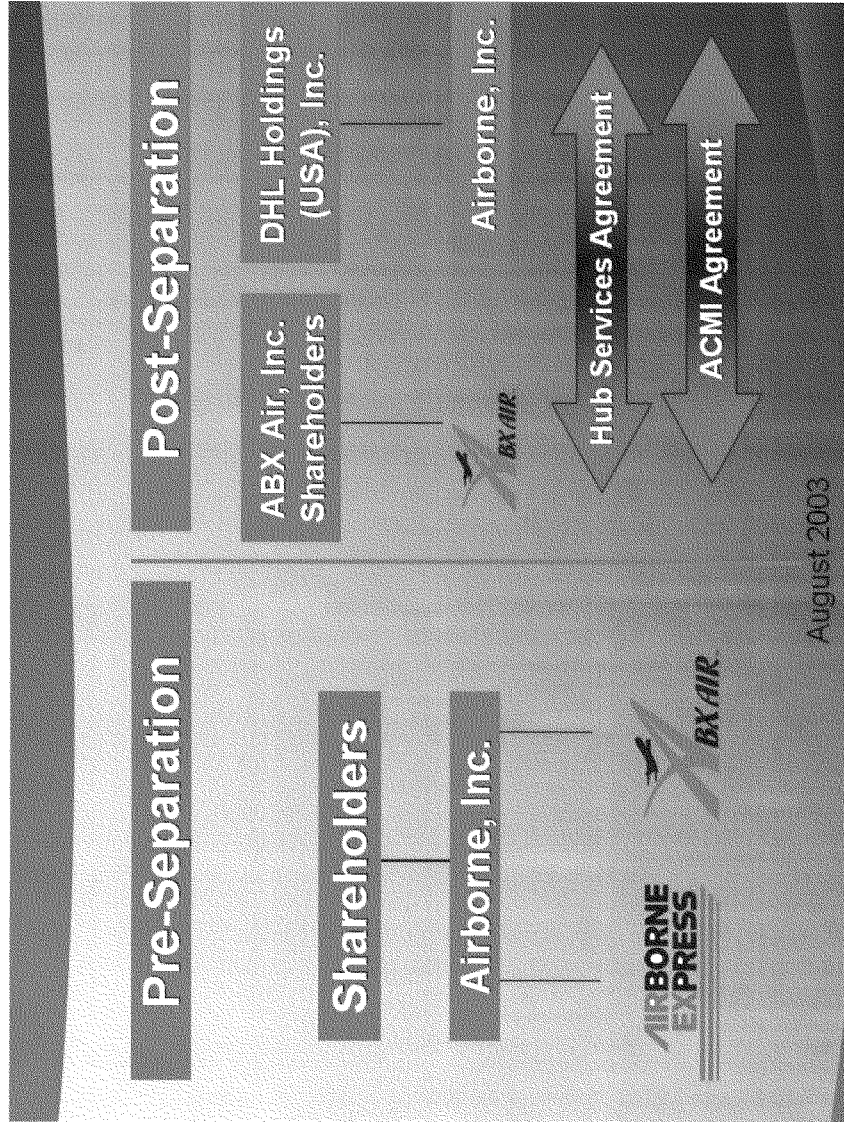 Pre-Separation
Shareholders
Airborne, Inc.
AIRBORNE
EXPRESS
ABX AIR
Post-Separation
ABX Air, Inc.
Shareholders
DHL Holdings
(USA), Inc.
ABX AIR
Airborne, Inc.
Hub Services Agreement
ACMI Agreement
August 2003